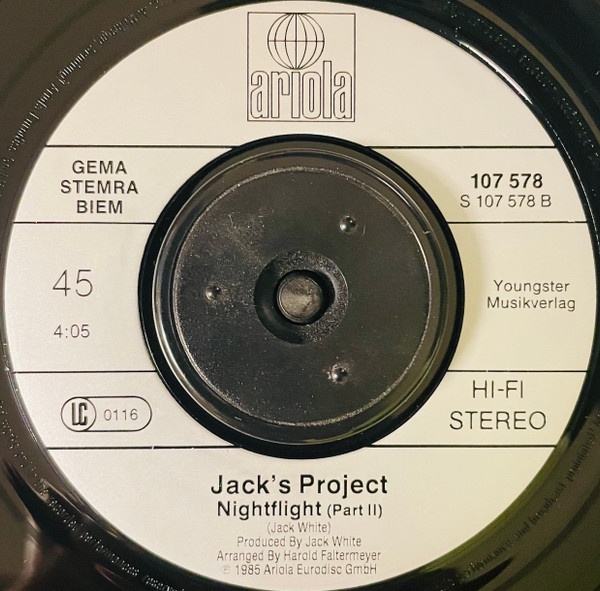 ariola
GEMA
STEMRA
BIEM
107 578
S 107 578 B
45
4:05
Youngster
Musikverlag
LC 0116
HI-FI
STEREO
Jack's Project
Nightflight (Part II)
(Jack White)
Produced By Jack White
Arranged By Harold Faltermeyer
℗ 1985 Ariola Eurodisc GmbH